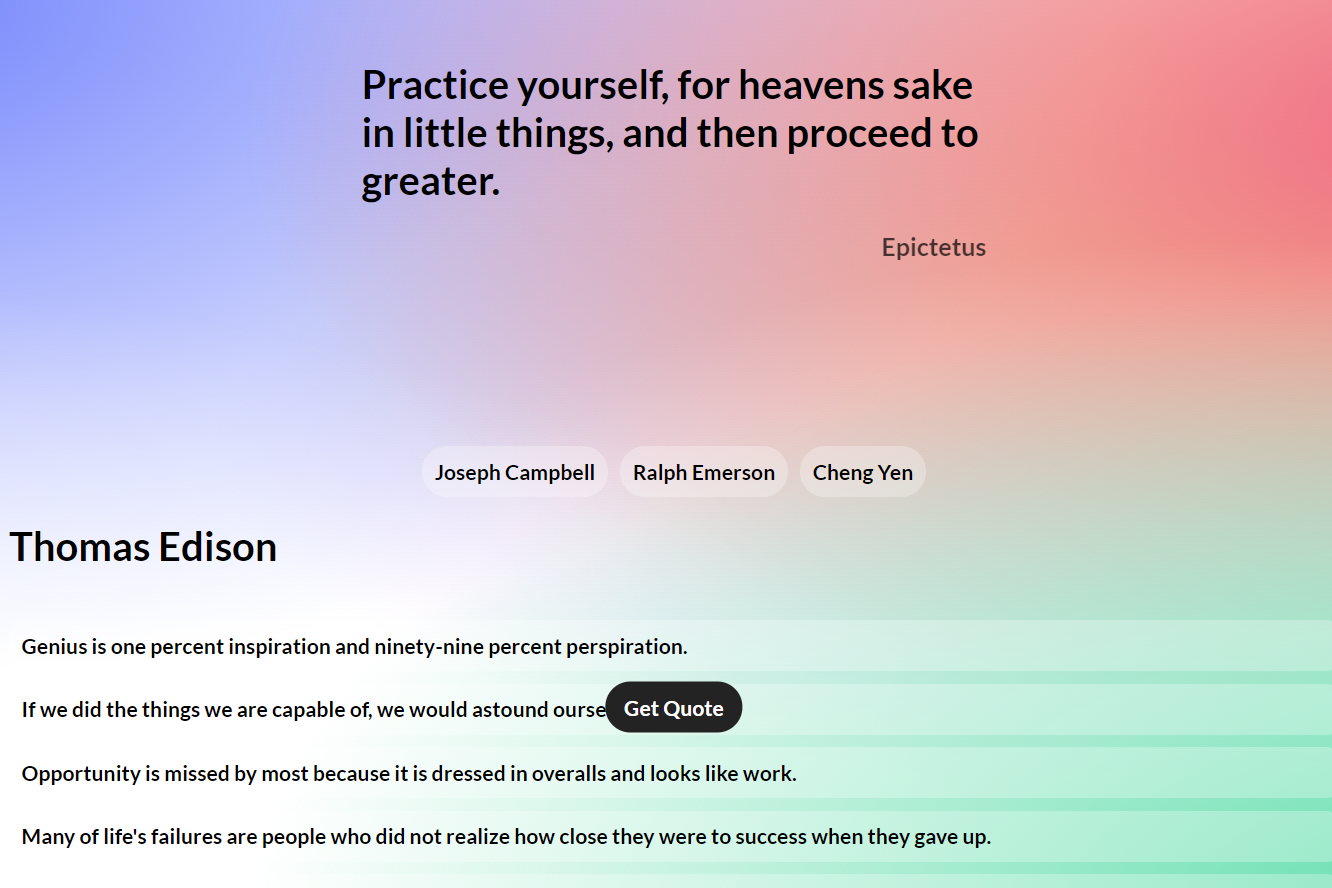 Practice yourself, for heavens sake
in little things, and then proceed to
greater.
Epictetus
Joseph Campbell
Ralph Emerson
Cheng Yen
Thomas Edison
Genius is one percent inspiration and ninety-nine percent perspiration.
If we did the things we are capable of, we would astound ourse
Get Quote
Opportunity is missed by most because it is dressed in overalls and looks like work.
Many of life's failures are people who did not realize how close they were to success when they gave up.